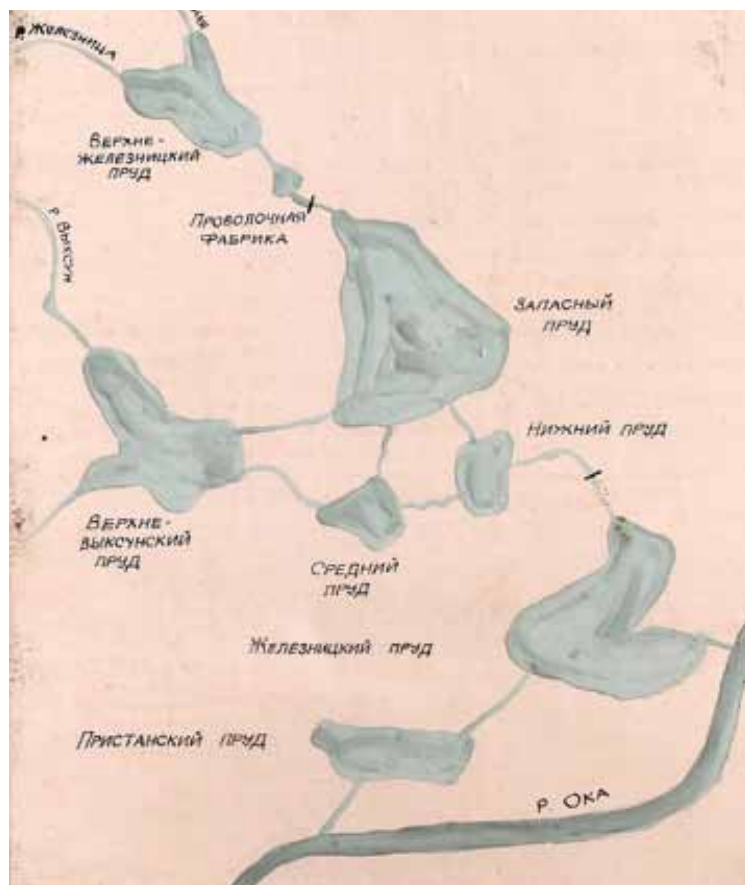 р. Железница
Верхне-
железницкий
пруд
Проволочная
фабрика
р. Выксун
Запасный
пруд
Нижний пруд
Верхне-
выксунский
пруд
Средний
пруд
Железницкий пруд
Пристанский пруд
р. Ока